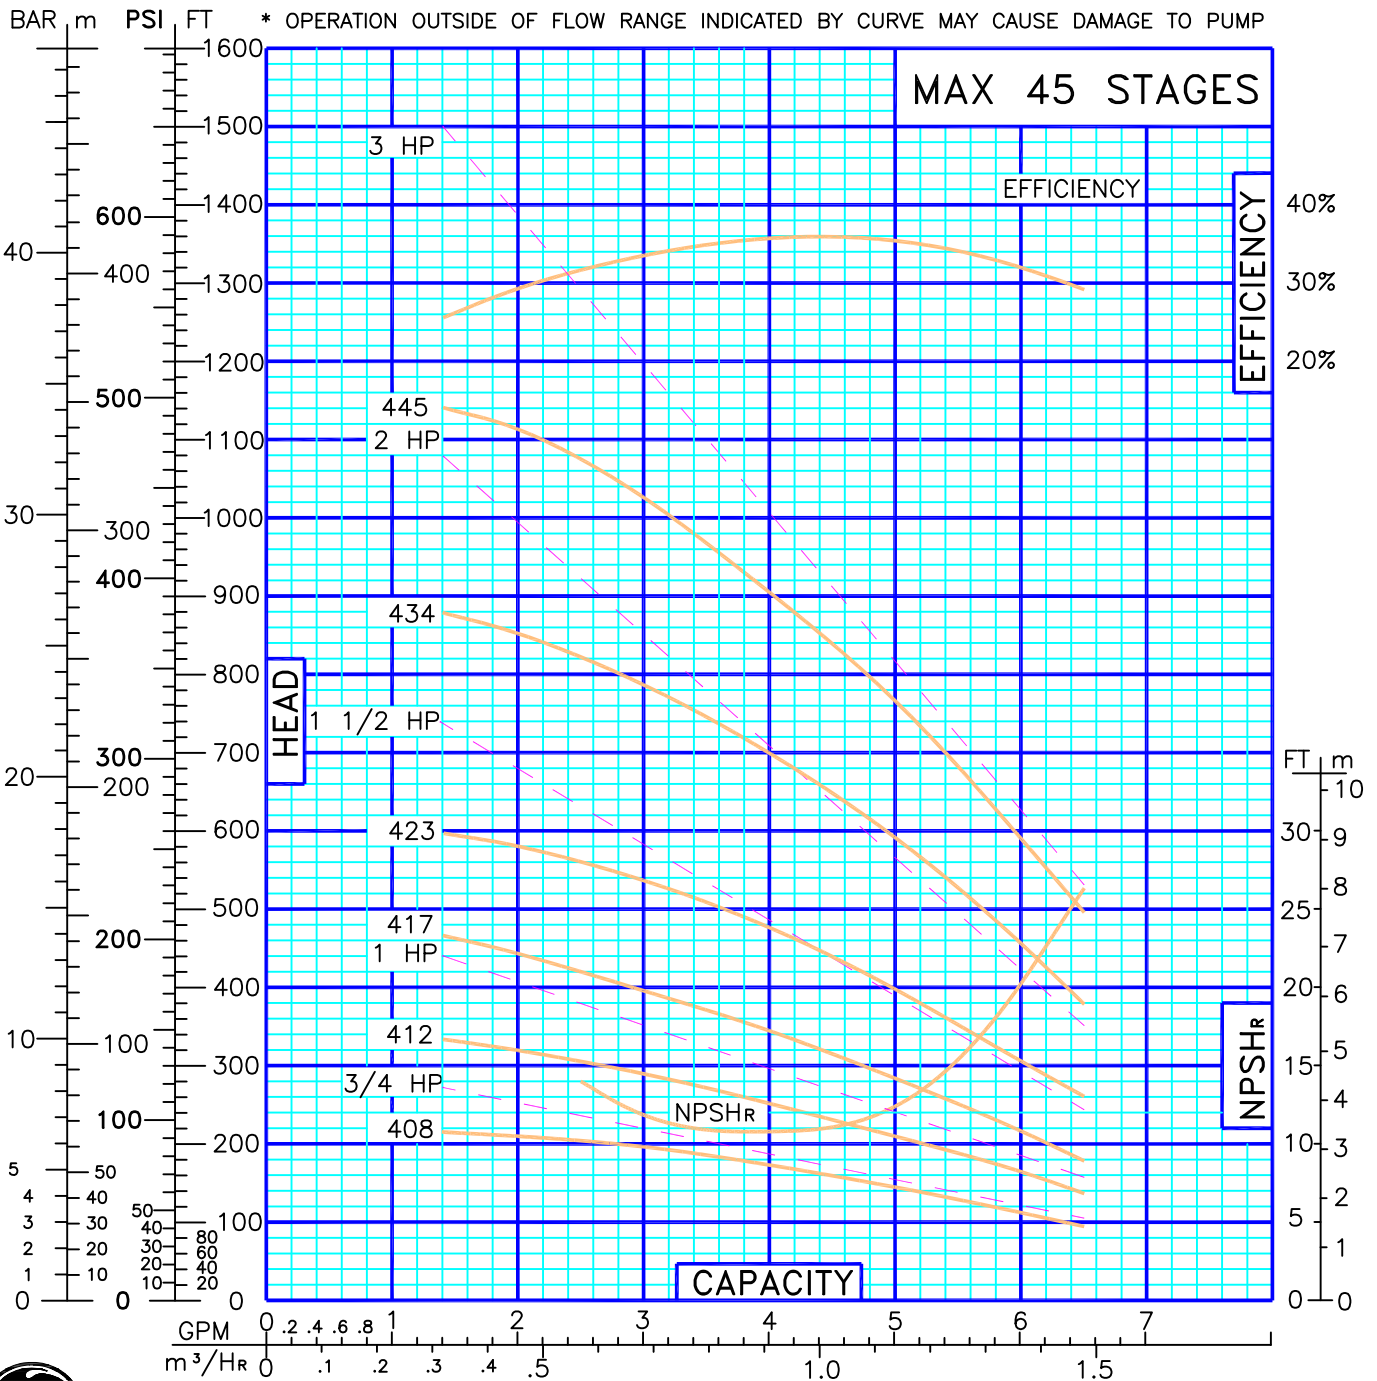 BAR m PSI FT * OPERATION OUTSIDE OF FLOW RANGE INDICATED BY CURVE MAY CAUSE DAMAGE TO PUMP
1600
MAX 45 STAGES
1500
3 HP
EFFICIENCY
600 1400 40%
40 400 1300 30%
EFFICIENCY
1200 20%
500 445
2 HP 1100
30 300 1000
400 900
434
800
HEAD
1 1/2 HP
700
300
20 200
FT m
10
600 423 30 9
8
500 25
417
200 7
1 HP
400 20 6
10 100 412
5
300 15
3/4 HP
NPSHR
4
NPSHR
100 408
200 10 3
5 50
4 40 2
3 30 50 40 100 5
2 20 30 80 60 1
1 10 20 10 40 20
0 0 0 0 0
CAPACITY
GPM 0 .2 .4 .6 .8 1 2 3 4 5 6 7
m³/HR 0 .1 .2 .3 .4 .5 1.0 1.5